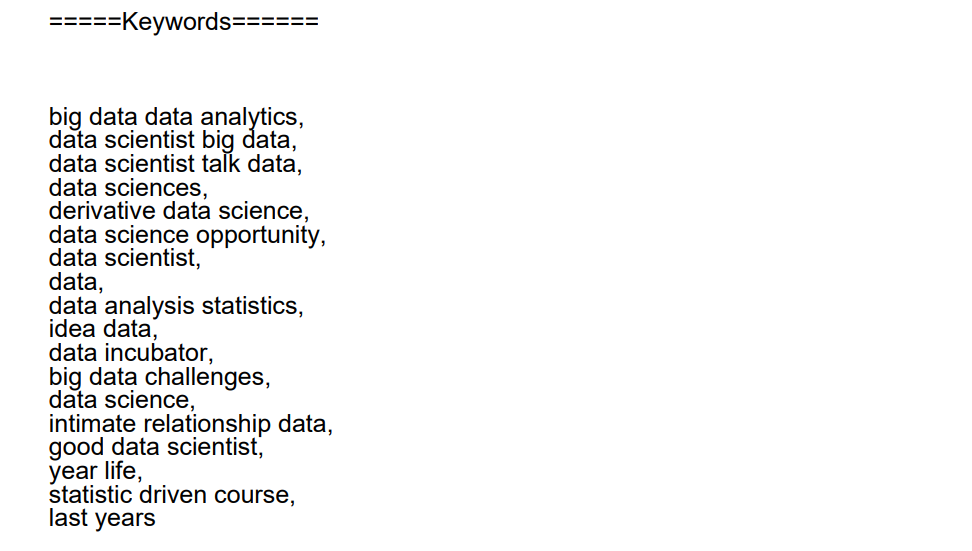 =====Keywords======
big data data analytics,
data scientist big data,
data scientist talk data,
data sciences,
derivative data science,
data science opportunity,
data scientist,
data,
data analysis statistics,
idea data,
data incubator,
big data challenges,
data science,
intimate relationship data,
good data scientist,
year life,
statistic driven course,
last years